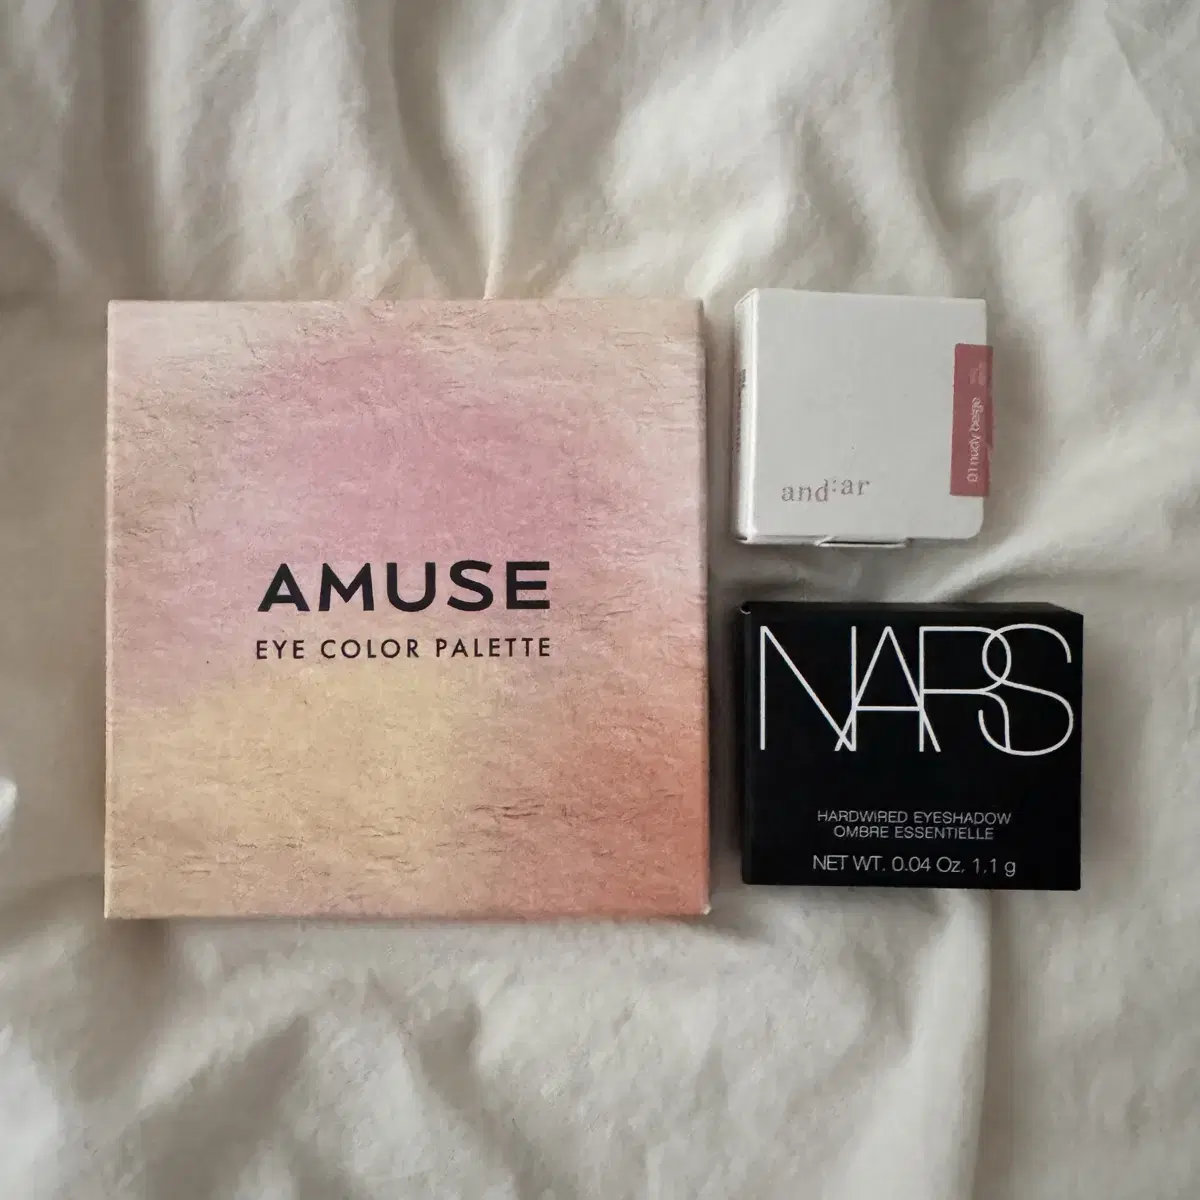 AMUSE
EYE COLOR PALETTE
and:ar
01 nudy beige
NARS
HARDWIRED EYESHADOW
OMBRE ESSENTIELLE
NET WT. 0.04 Oz. 1.1 g